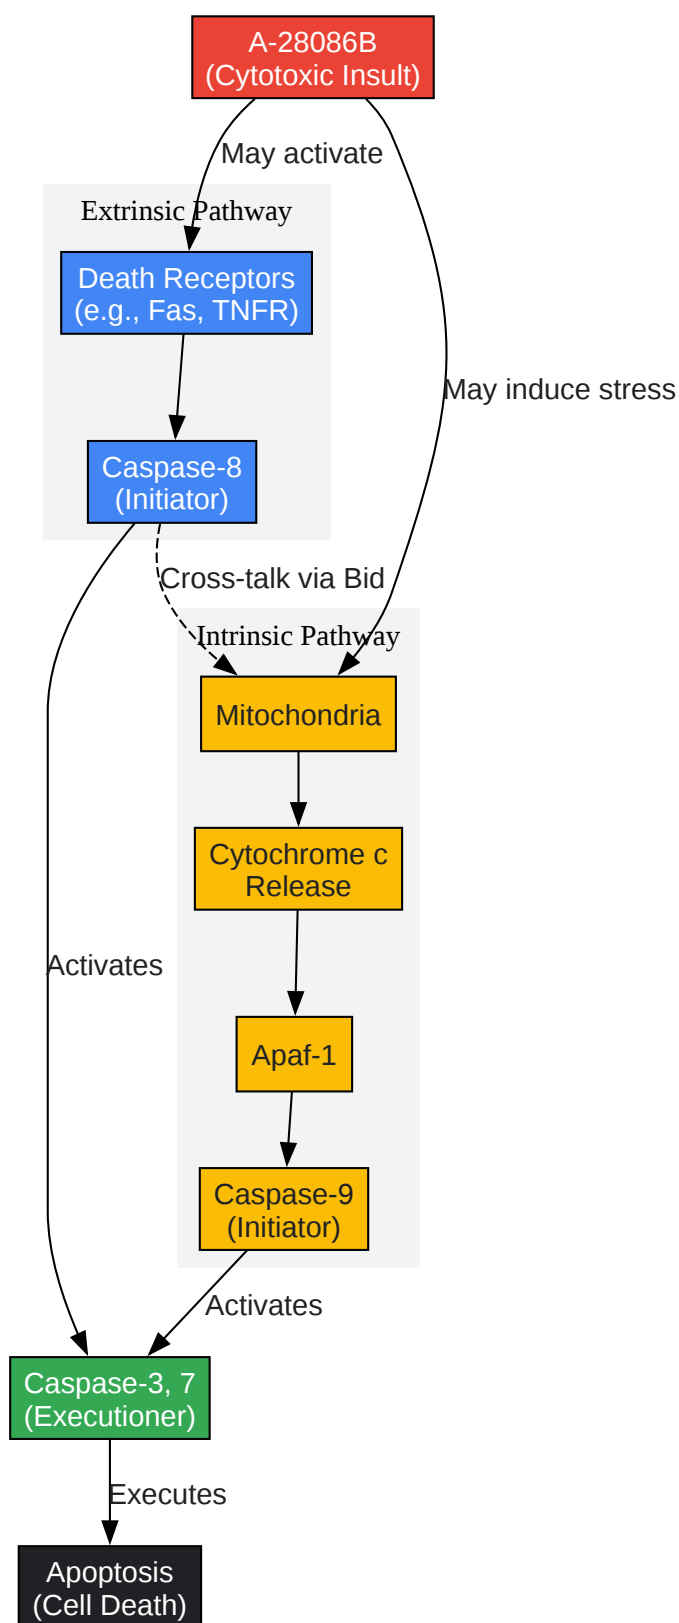 A-28086B
(Cytotoxic Insult)
May activate
Extrinsic Pathway
Death Receptors
(e.g., Fas, TNFR)
May induce stress
Caspase-8
(Initiator)
Cross-talk via Bid
Intrinsic Pathway
Mitochondria
Cytochrome c
Release
Activates
Apaf-1
Caspase-9
(Initiator)
Activates
Caspase-3, 7
(Executioner)
Executes
Apoptosis
(Cell Death)